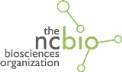 the
ncbio
biosciences
organization